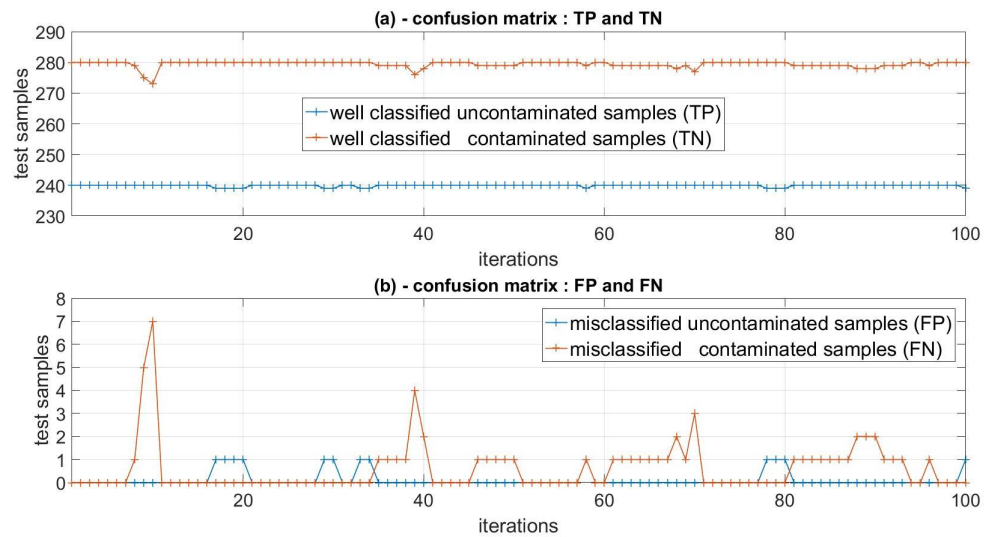 (a) - confusion matrix : TP and TN
290
280
270
260
250
240
230
test samples
well classified uncontaminated samples (TP)
well classified contaminated samples (TN)
20 40 60 80 100
iterations
(b) - confusion matrix : FP and FN
8
7
6
5
4
3
2
1
0
test samples
misclassified uncontaminated samples (FP)
misclassified contaminated samples (FN)
20 40 60 80 100
iterations